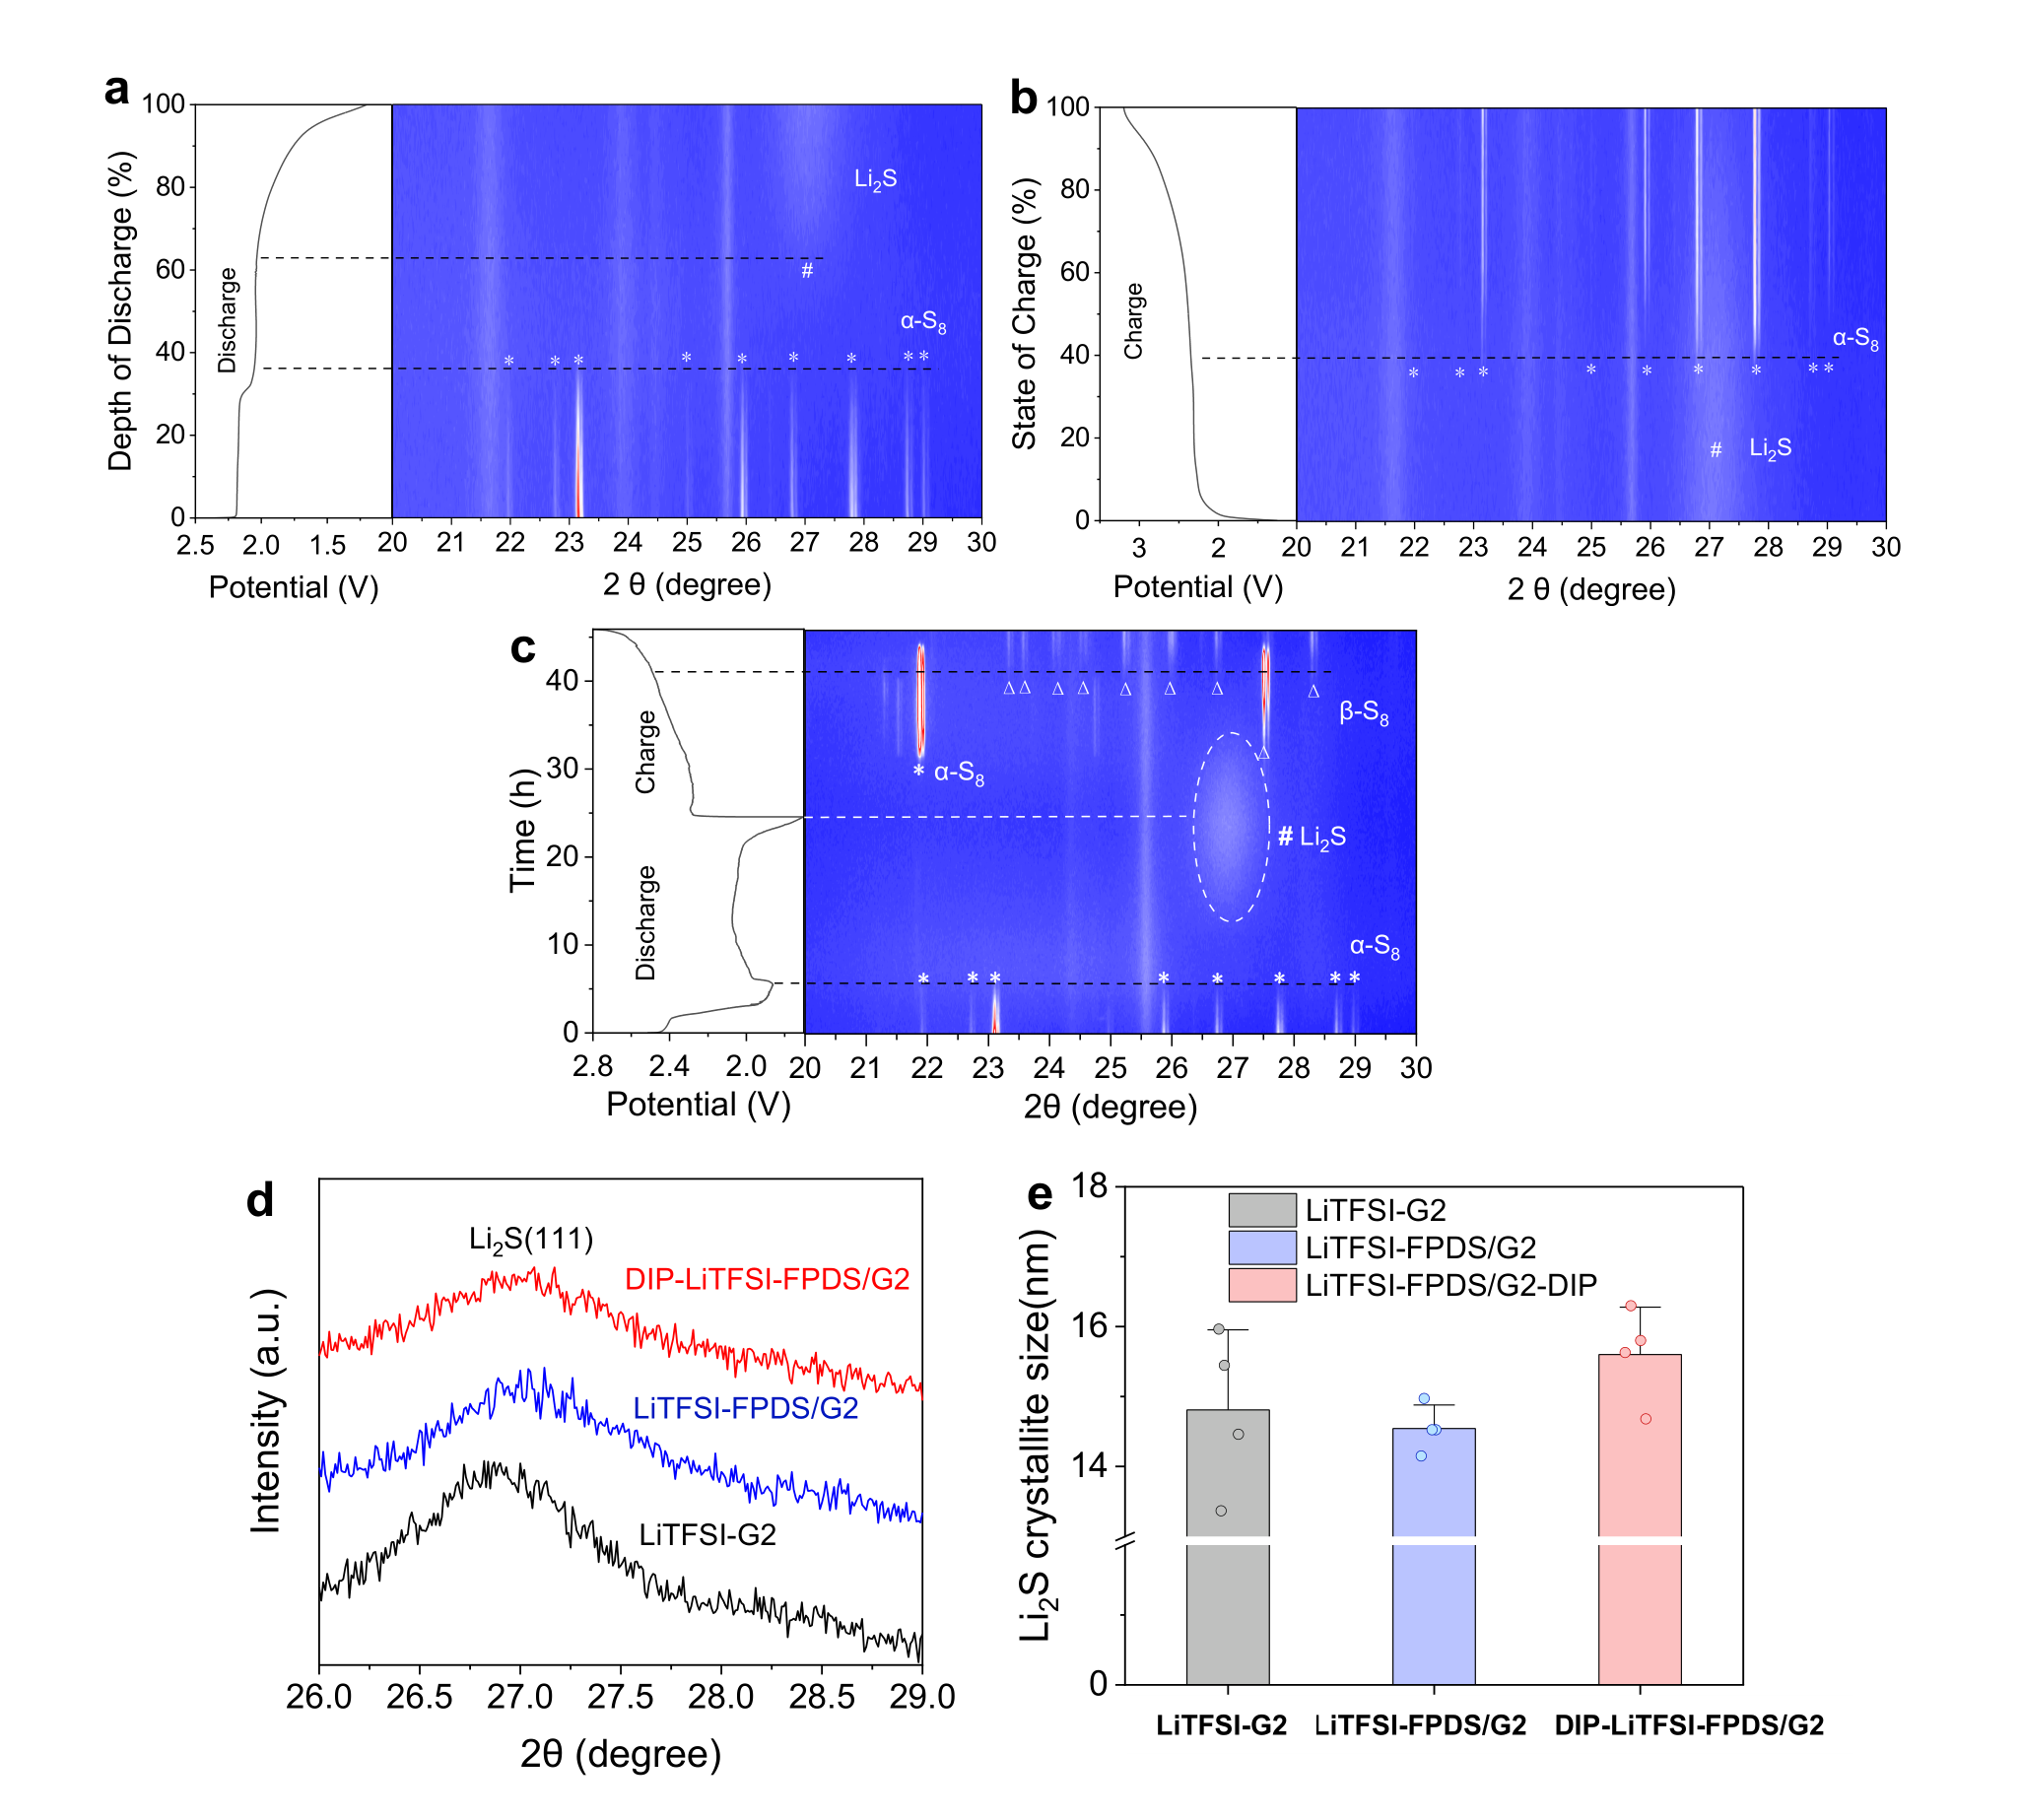 a
Depth of Discharge (%)
100
80
60
40
20
0
Discharge
Li₂S
#
α-S₈
* * * * * * * * *
2.5 2.0 1.5 20 21 22 23 24 25 26 27 28 29 30
Potential (V)
2 θ (degree)
b
State of Charge (%)
100
80
60
40
20
0
Charge
α-S₈
* * * * * * * * *
# Li₂S
3 2 20 21 22 23 24 25 26 27 28 29 30
Potential (V)
2 θ (degree)
c
Time (h)
40
30
20
10
0
Charge
Discharge
Δ Δ Δ Δ Δ Δ Δ Δ
β-S₈
Δ
* α-S₈
# Li₂S
α-S₈
* * * * * * * *
2.8 2.4 2.0 20 21 22 23 24 25 26 27 28 29 30
Potential (V)
2θ (degree)
d
Intensity (a.u.)
Li₂S(111)
DIP-LiTFSI-FPDS/G2
LiTFSI-FPDS/G2
LiTFSI-G2
26.0 26.5 27.0 27.5 28.0 28.5 29.0
2θ (degree)
e
Li₂S crystallite size(nm)
18
16
14
0
LiTFSI-G2
LiTFSI-FPDS/G2
LiTFSI-FPDS/G2-DIP
LiTFSI-G2 LiTFSI-FPDS/G2 DIP-LiTFSI-FPDS/G2